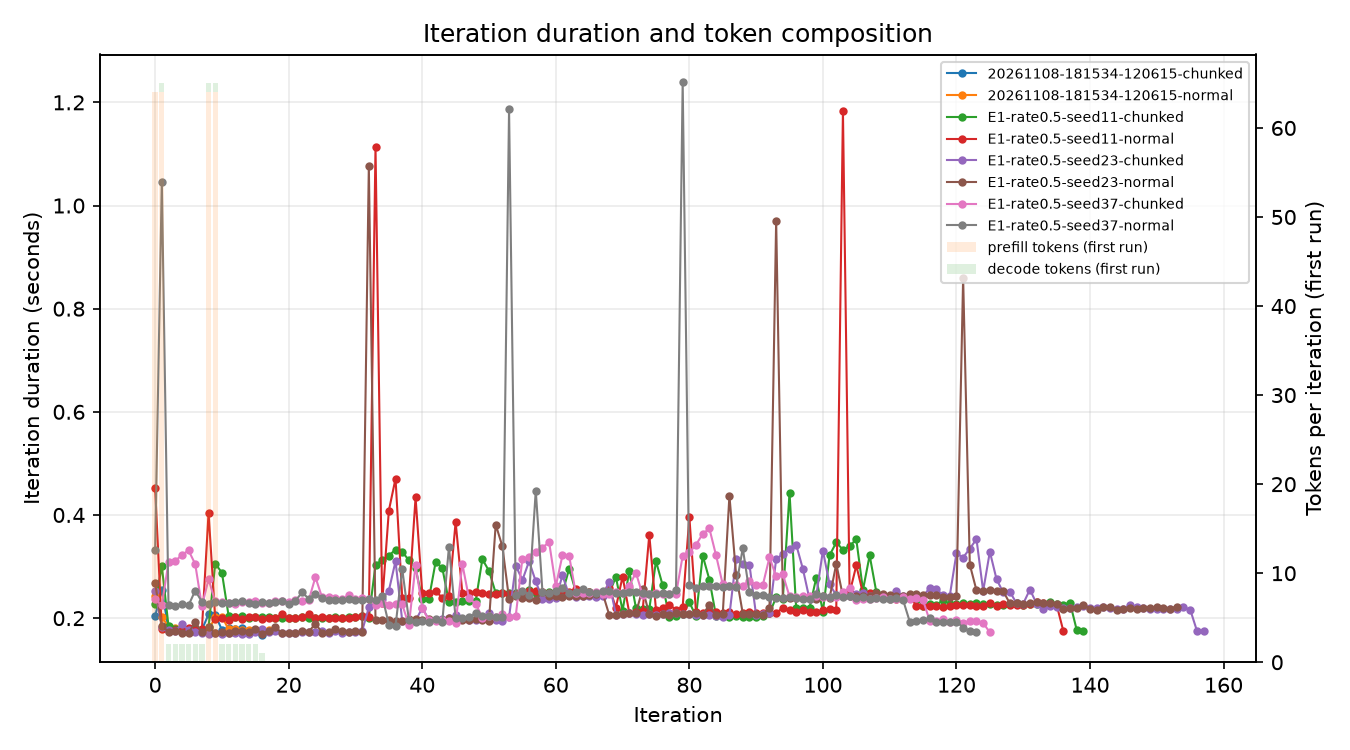 Iteration duration and token composition
Iteration duration (seconds)
1.2
1.0
0.8
0.6
0.4
0.2
20261108-181534-120615-chunked
20261108-181534-120615-normal
E1-rate0.5-seed11-chunked
E1-rate0.5-seed11-normal
E1-rate0.5-seed23-chunked
E1-rate0.5-seed23-normal
E1-rate0.5-seed37-chunked
E1-rate0.5-seed37-normal
prefill tokens (first run)
decode tokens (first run)
60
50
40
30
20
10
0
Tokens per iteration (first run)
0 20 40 60 80 100 120 140 160
Iteration